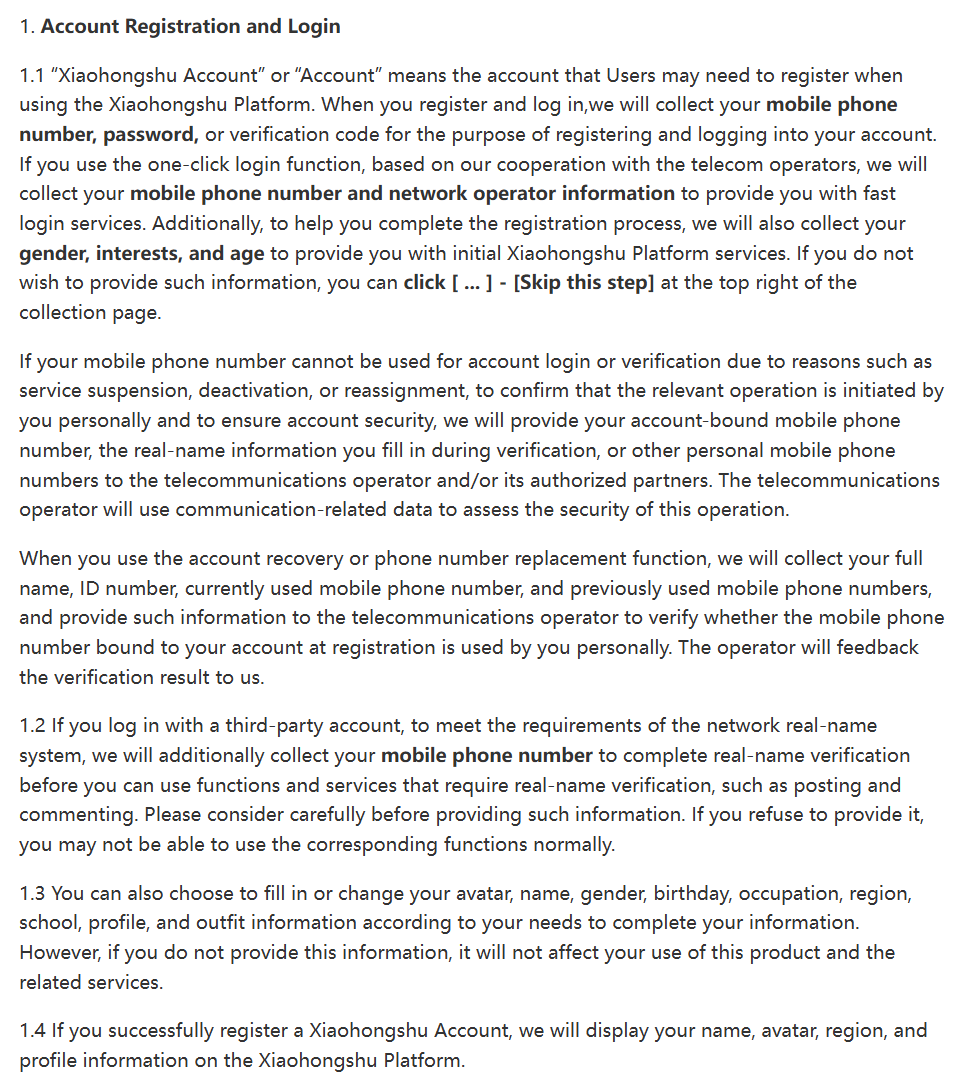 1. Account Registration and Login
1.1 “Xiaohongshu Account” or “Account” means the account that Users may need to register when
using the Xiaohongshu Platform. When you register and log in,we will collect your mobile phone
number, password, or verification code for the purpose of registering and logging into your account.
If you use the one-click login function, based on our cooperation with the telecom operators, we will
collect your mobile phone number and network operator information to provide you with fast
login services. Additionally, to help you complete the registration process, we will also collect your
gender, interests, and age to provide you with initial Xiaohongshu Platform services. If you do not
wish to provide such information, you can click [ ... ] - [Skip this step] at the top right of the
collection page.
If your mobile phone number cannot be used for account login or verification due to reasons such as
service suspension, deactivation, or reassignment, to confirm that the relevant operation is initiated by
you personally and to ensure account security, we will provide your account-bound mobile phone
number, the real-name information you fill in during verification, or other personal mobile phone
numbers to the telecommunications operator and/or its authorized partners. The telecommunications
operator will use communication-related data to assess the security of this operation.
When you use the account recovery or phone number replacement function, we will collect your full
name, ID number, currently used mobile phone number, and previously used mobile phone numbers,
and provide such information to the telecommunications operator to verify whether the mobile phone
number bound to your account at registration is used by you personally. The operator will feedback
the verification result to us.
1.2 If you log in with a third-party account, to meet the requirements of the network real-name
system, we will additionally collect your mobile phone number to complete real-name verification
before you can use functions and services that require real-name verification, such as posting and
commenting. Please consider carefully before providing such information. If you refuse to provide it,
you may not be able to use the corresponding functions normally.
1.3 You can also choose to fill in or change your avatar, name, gender, birthday, occupation, region,
school, profile, and outfit information according to your needs to complete your information.
However, if you do not provide this information, it will not affect your use of this product and the
related services.
1.4 If you successfully register a Xiaohongshu Account, we will display your name, avatar, region, and
profile information on the Xiaohongshu Platform.